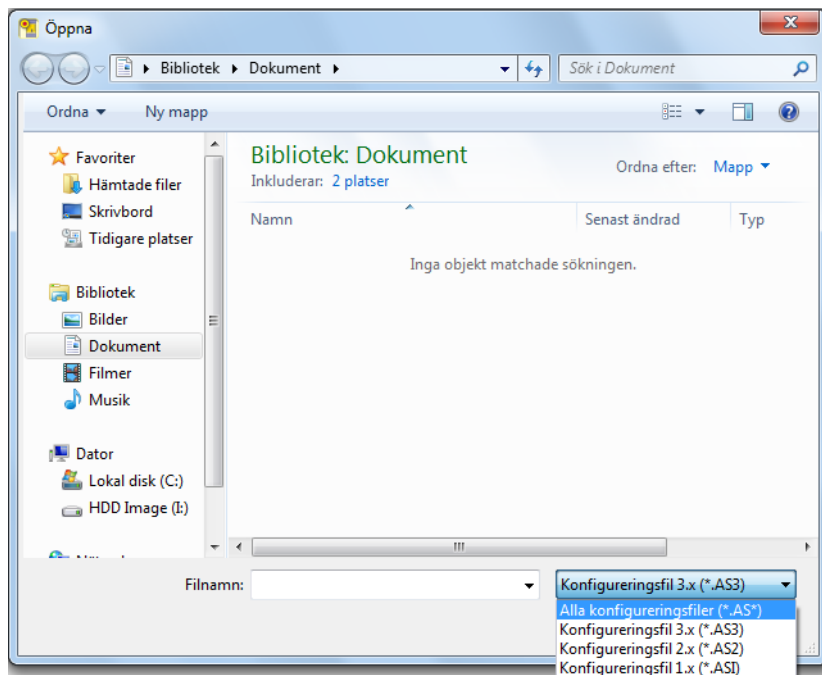 Öppna
Bibliotek Dokument
Sök i Dokument
Ordna Ny mapp
Favoriter
Hämtade filer
Skrivbord
Tidigare platser
Bibliotek
Bilder
Dokument
Filmer
Musik
Dator
Lokal disk (C:)
HDD Image (I:)
Bibliotek: Dokument
Inkluderar: 2 platser
Ordna efter: Mapp
Namn Senast ändrad Typ
Inga objekt matchade sökningen.
Filnamn:
Konfigureringsfil 3.x (*.AS3)
Alla konfigureringsfiler (*.AS*)
Konfigureringsfil 3.x (*.AS3)
Konfigureringsfil 2.x (*.AS2)
Konfigureringsfil 1.x (*.ASI)